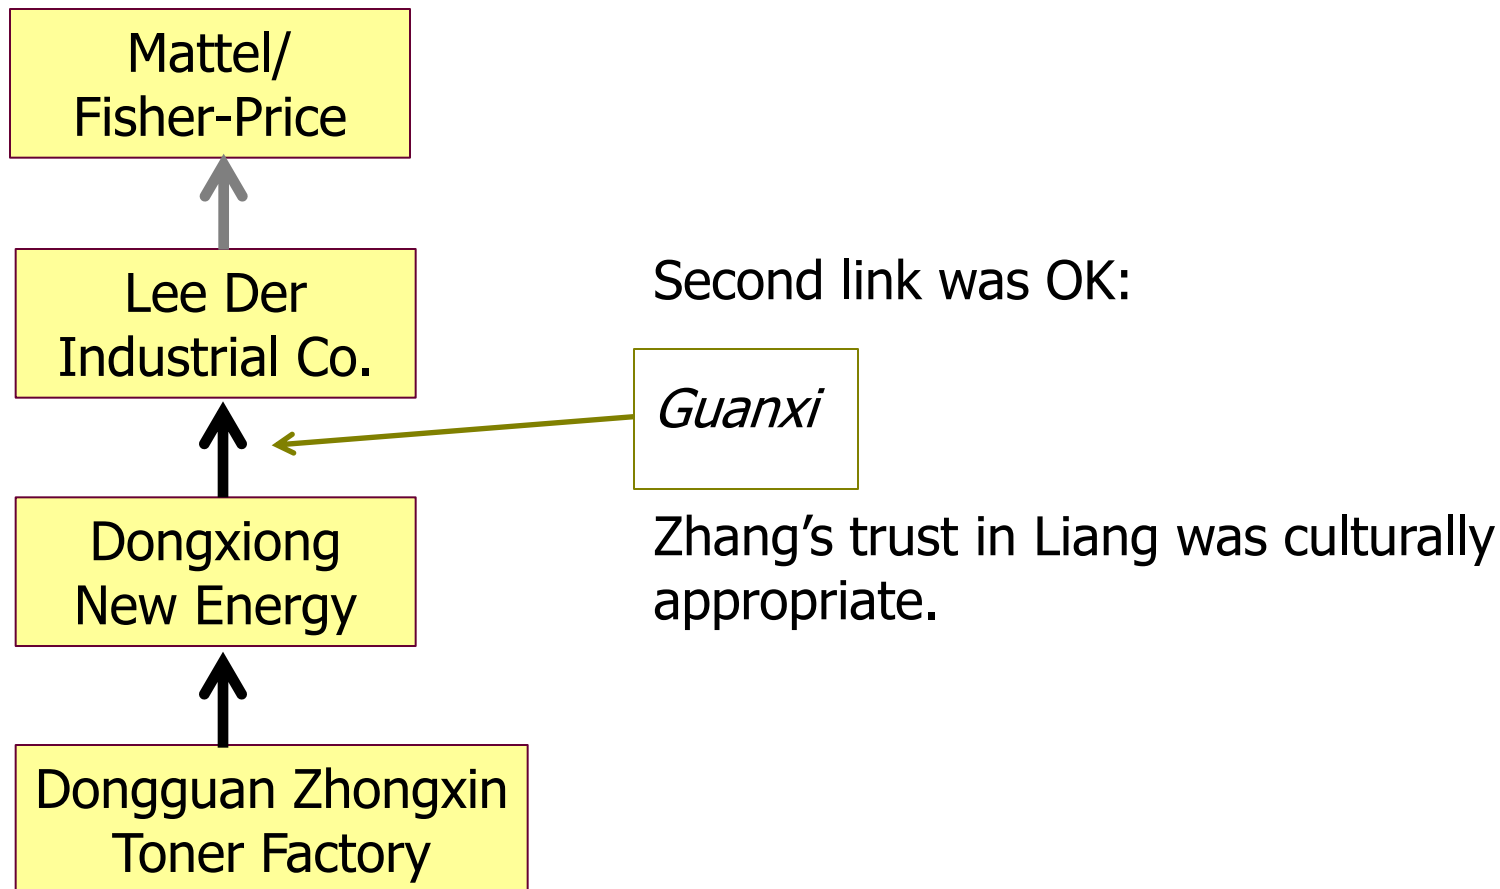 Mattel/
Fisher-Price
Lee Der
Industrial Co.
Second link was OK:
Guanxi
Dongxiong
New Energy
Zhang’s trust in Liang was culturally
appropriate.
Dongguan Zhongxin
Toner Factory